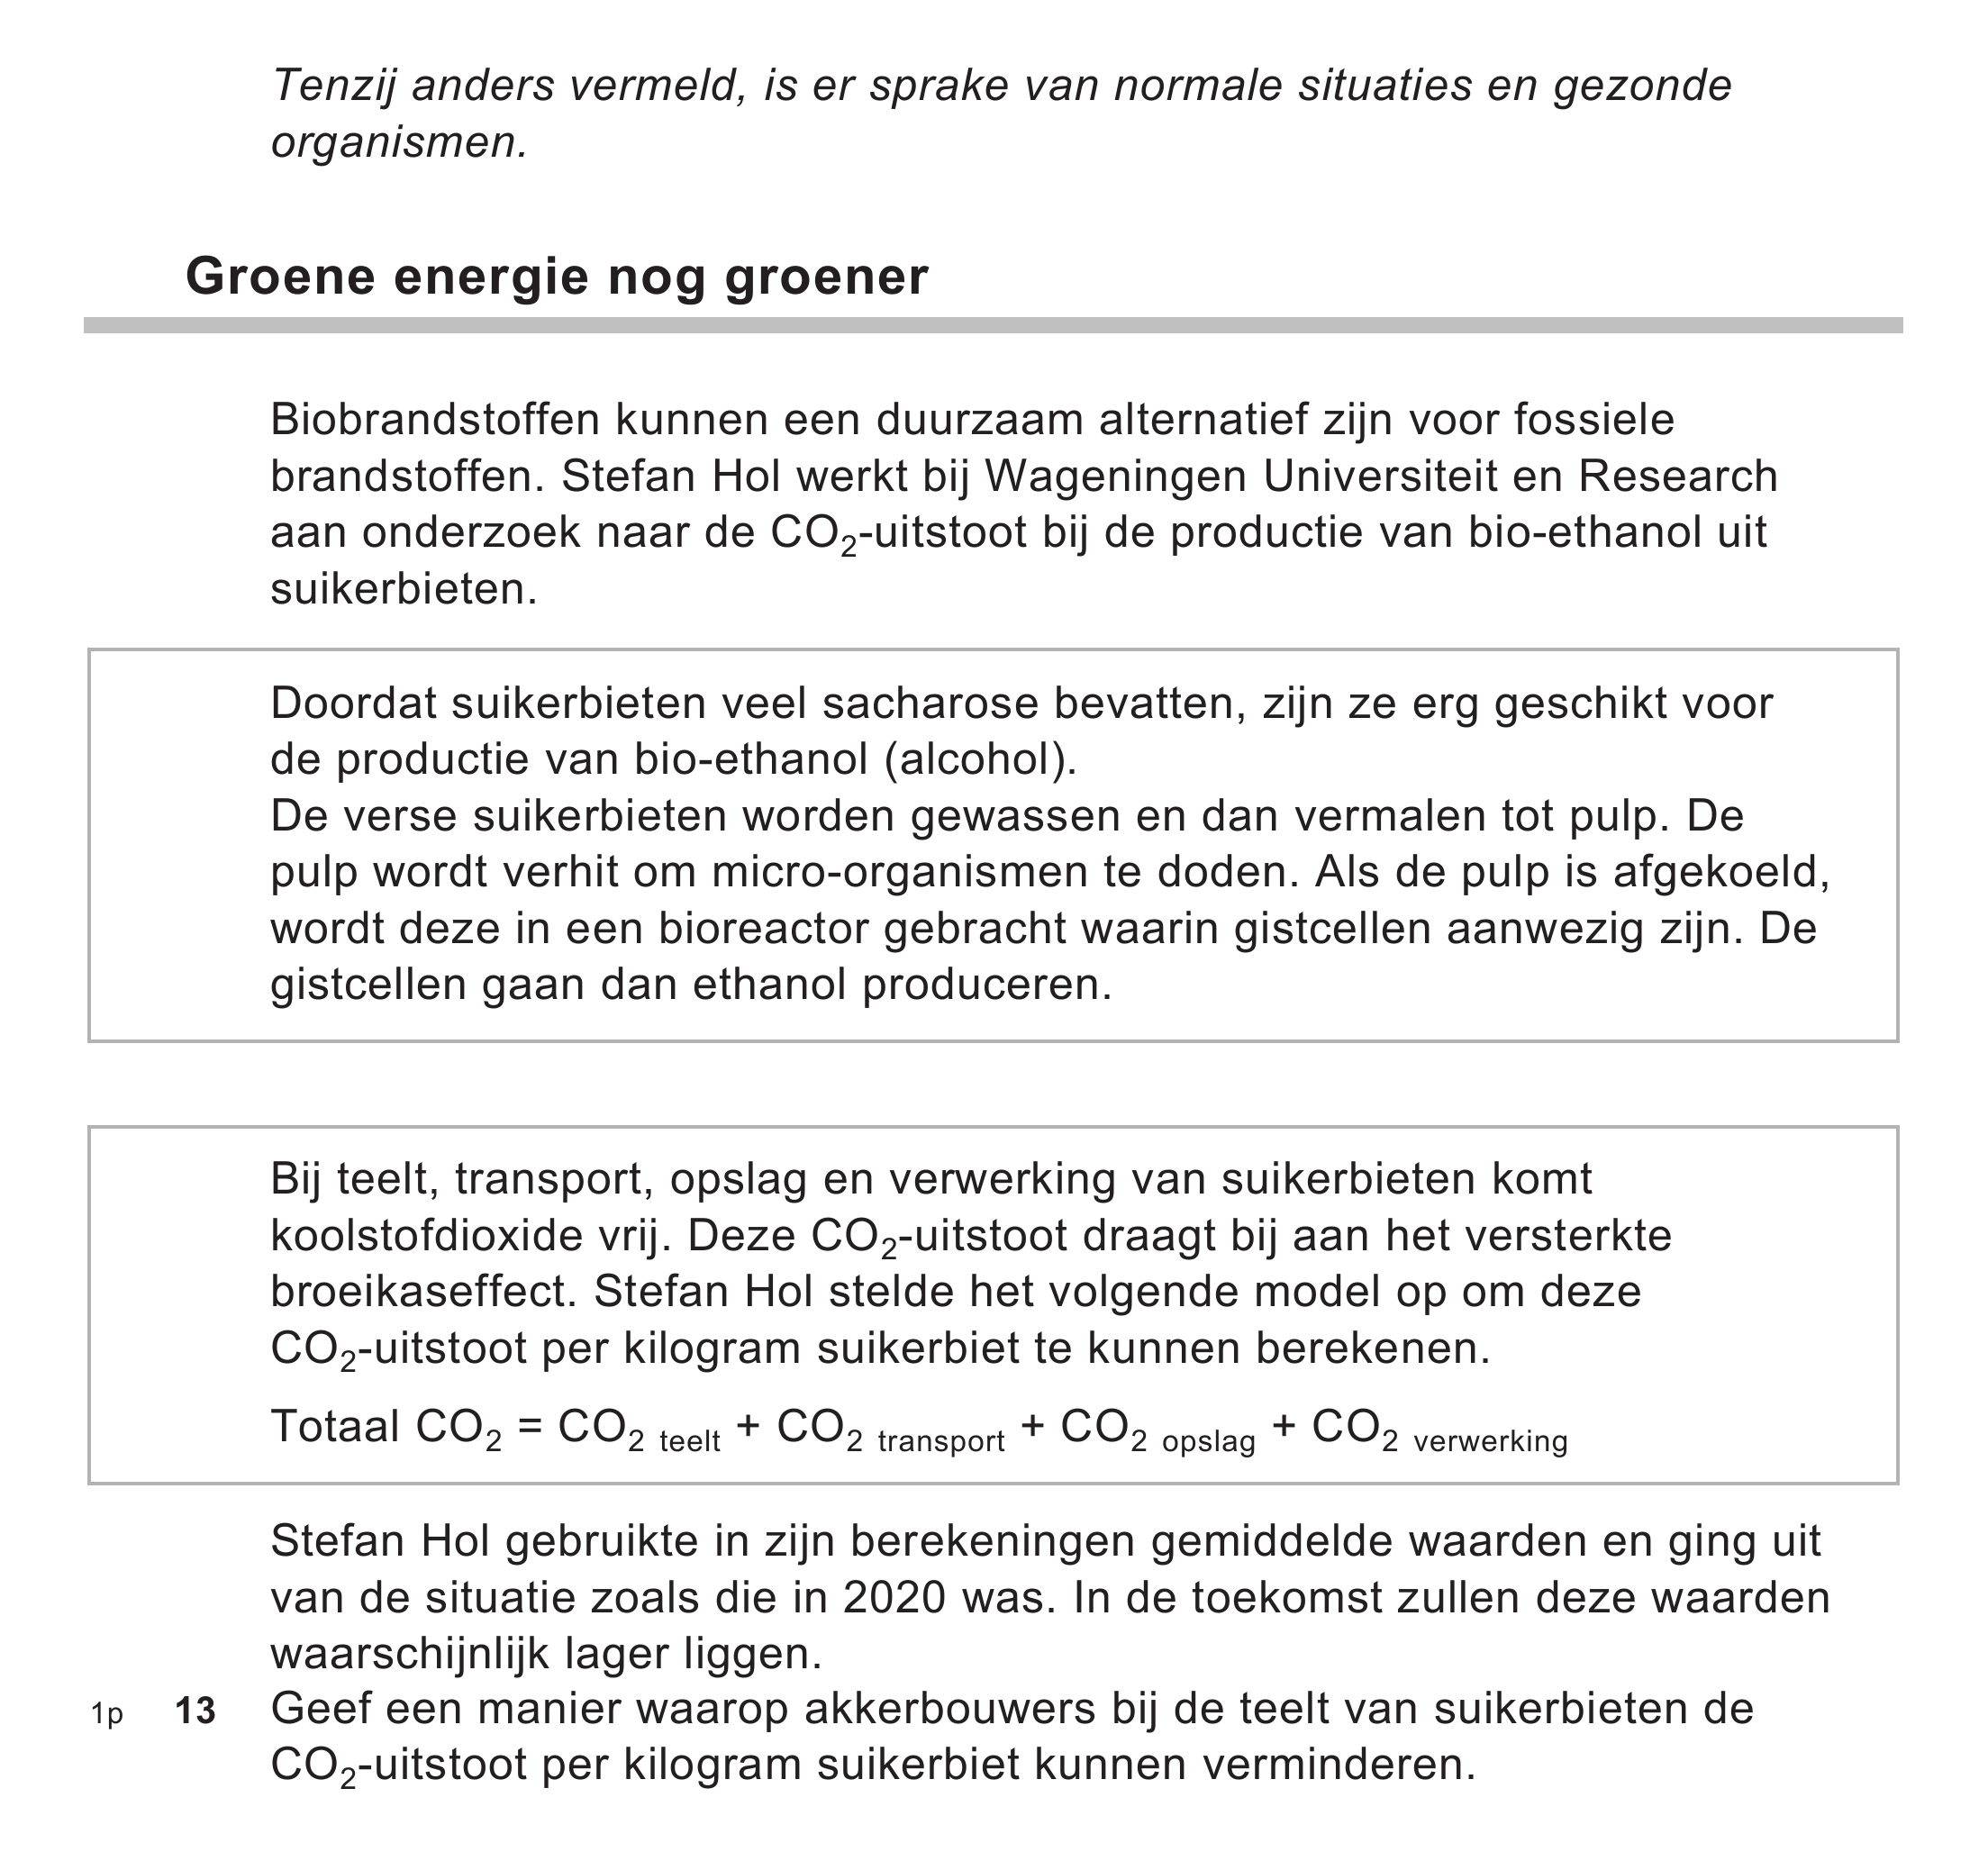 Tenzij anders vermeld, is er sprake van normale situaties en gezonde
organismen.
Groene energie nog groener
Biobrandstoffen kunnen een duurzaam alternatief zijn voor fossiele
brandstoffen. Stefan Hol werkt bij Wageningen Universiteit en Research
aan onderzoek naar de CO₂-uitstoot bij de productie van bio-ethanol uit
suikerbieten.
Doordat suikerbieten veel sacharose bevatten, zijn ze erg geschikt voor
de productie van bio-ethanol (alcohol).
De verse suikerbieten worden gewassen en dan vermalen tot pulp. De
pulp wordt verhit om micro-organismen te doden. Als de pulp is afgekoeld,
wordt deze in een bioreactor gebracht waarin gistcellen aanwezig zijn. De
gistcellen gaan dan ethanol produceren.
Bij teelt, transport, opslag en verwerking van suikerbieten komt
koolstofdioxide vrij. Deze CO₂-uitstoot draagt bij aan het versterkte
broeikaseffect. Stefan Hol stelde het volgende model op om deze
CO₂-uitstoot per kilogram suikerbiet te kunnen berekenen.
Totaal CO₂ = CO₂ teelt + CO₂ transport + CO₂ opslag + CO₂ verwerking
Stefan Hol gebruikte in zijn berekeningen gemiddelde waarden en ging uit
van de situatie zoals die in 2020 was. In de toekomst zullen deze waarden
waarschijnlijk lager liggen.
1p 13 Geef een manier waarop akkerbouwers bij de teelt van suikerbieten de
CO₂-uitstoot per kilogram suikerbiet kunnen verminderen.